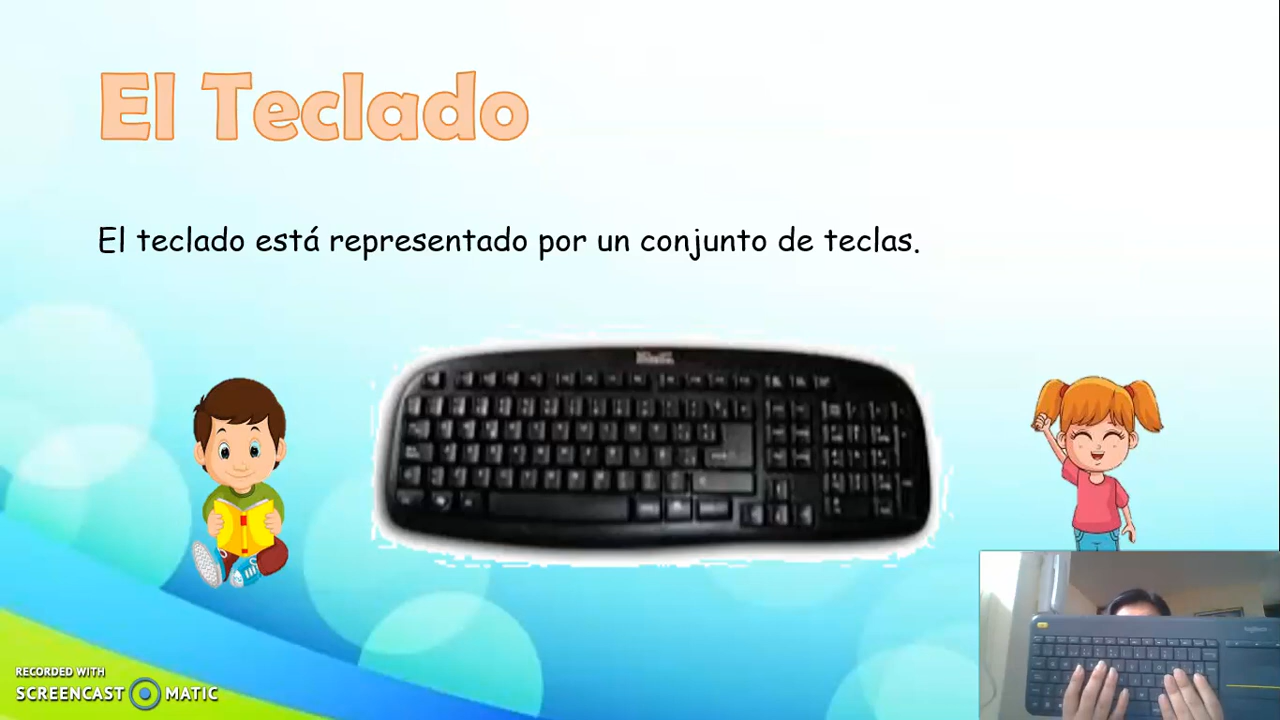 El Teclado
El teclado está representado por un conjunto de teclas.
RECORDED WITH
SCREENCAST MATIC